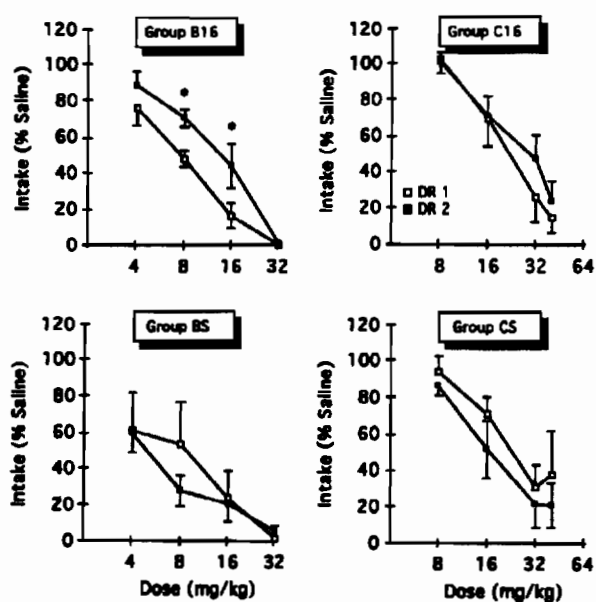 Group B16
Intake (% Saline)
120
100
80
60
40
20
0
4 8 16 32
* *
Group C16
Intake (% Saline)
120
100
80
60
40
20
0
8 16 32 64
DR 1
DR 2
Group BS
Intake (% Saline)
120
100
80
60
40
20
0
4 8 16 32
Dose (mg/kg)
Group CS
Intake (% Saline)
120
100
80
60
40
20
0
8 16 32 64
Dose (mg/kg)